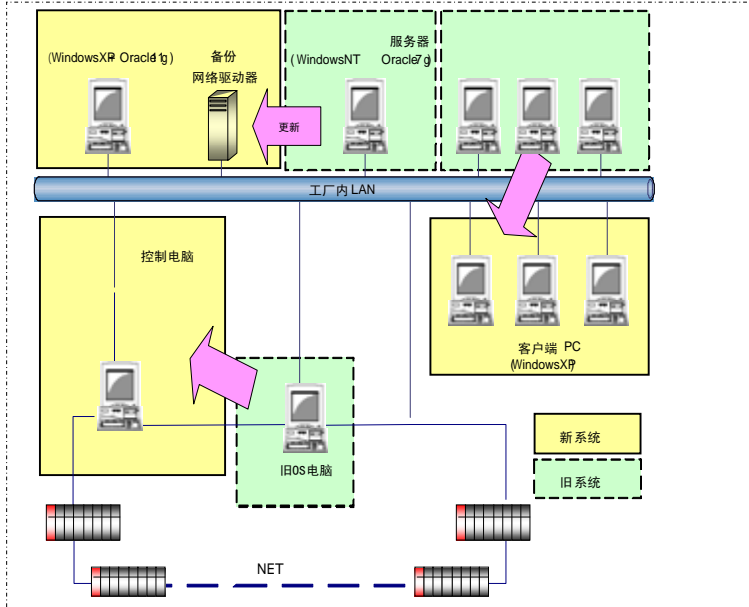 服务器
(WindowsXP Oracle11g)
备份
网络驱动器
(WindowsNT Oracle7g)
更新
工厂内 LAN
控制电脑
客户端 PC
(WindowsXP)
旧OS电脑
新系统
旧系统
NET